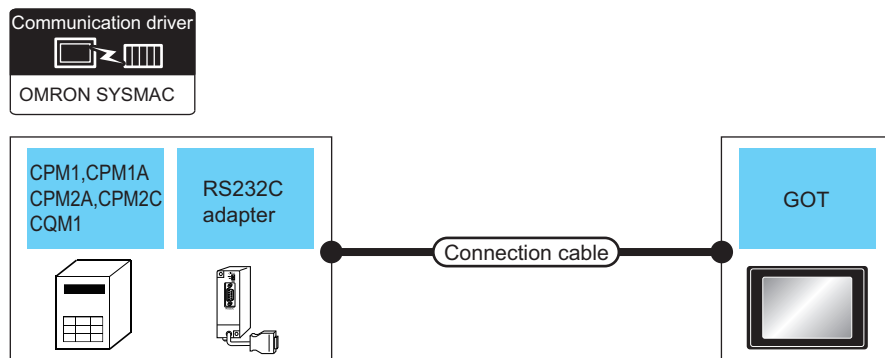 Communication driver
OMRON SYSMAC
CPM1,CPM1A
CPM2A,CPM2C
CQM1
RS232C
adapter
Connection cable
GOT